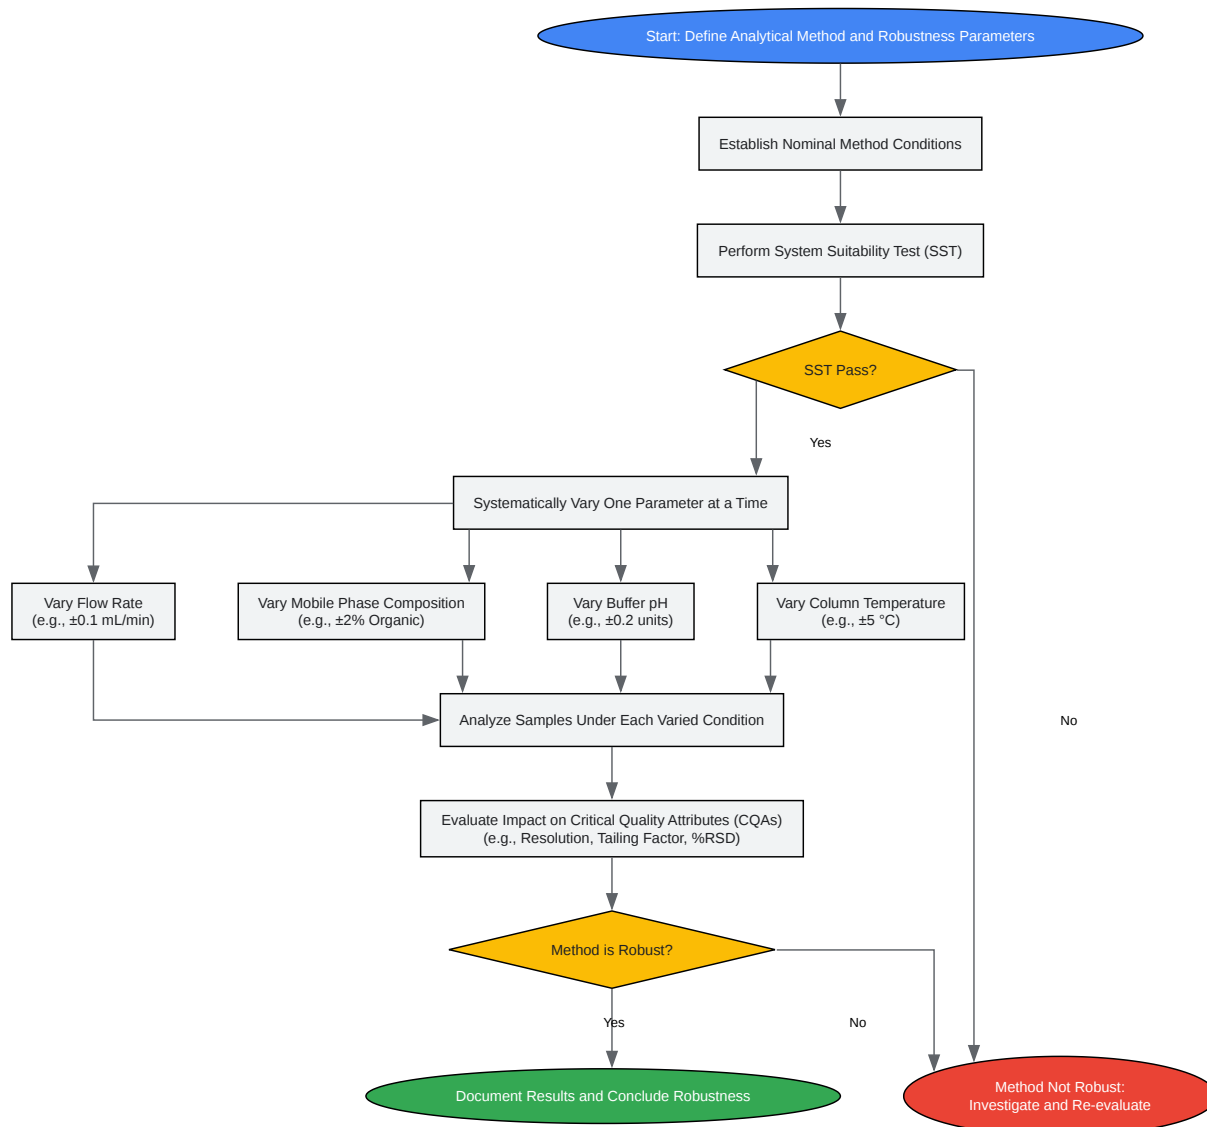 Start: Define Analytical Method and Robustness Parameters
Establish Nominal Method Conditions
Perform System Suitability Test (SST)
SST Pass?
Yes
Systematically Vary One Parameter at a Time
Vary Flow Rate
(e.g., ±0.1 mL/min)
Vary Mobile Phase Composition
(e.g., ±2% Organic)
Vary Buffer pH
(e.g., ±0.2 units)
Vary Column Temperature
(e.g., ±5 °C)
Analyze Samples Under Each Varied Condition
No
Evaluate Impact on Critical Quality Attributes (CQAs)
(e.g., Resolution, Tailing Factor, %RSD)
Method is Robust?
Yes
No
Document Results and Conclude Robustness
Method Not Robust:
Investigate and Re-evaluate